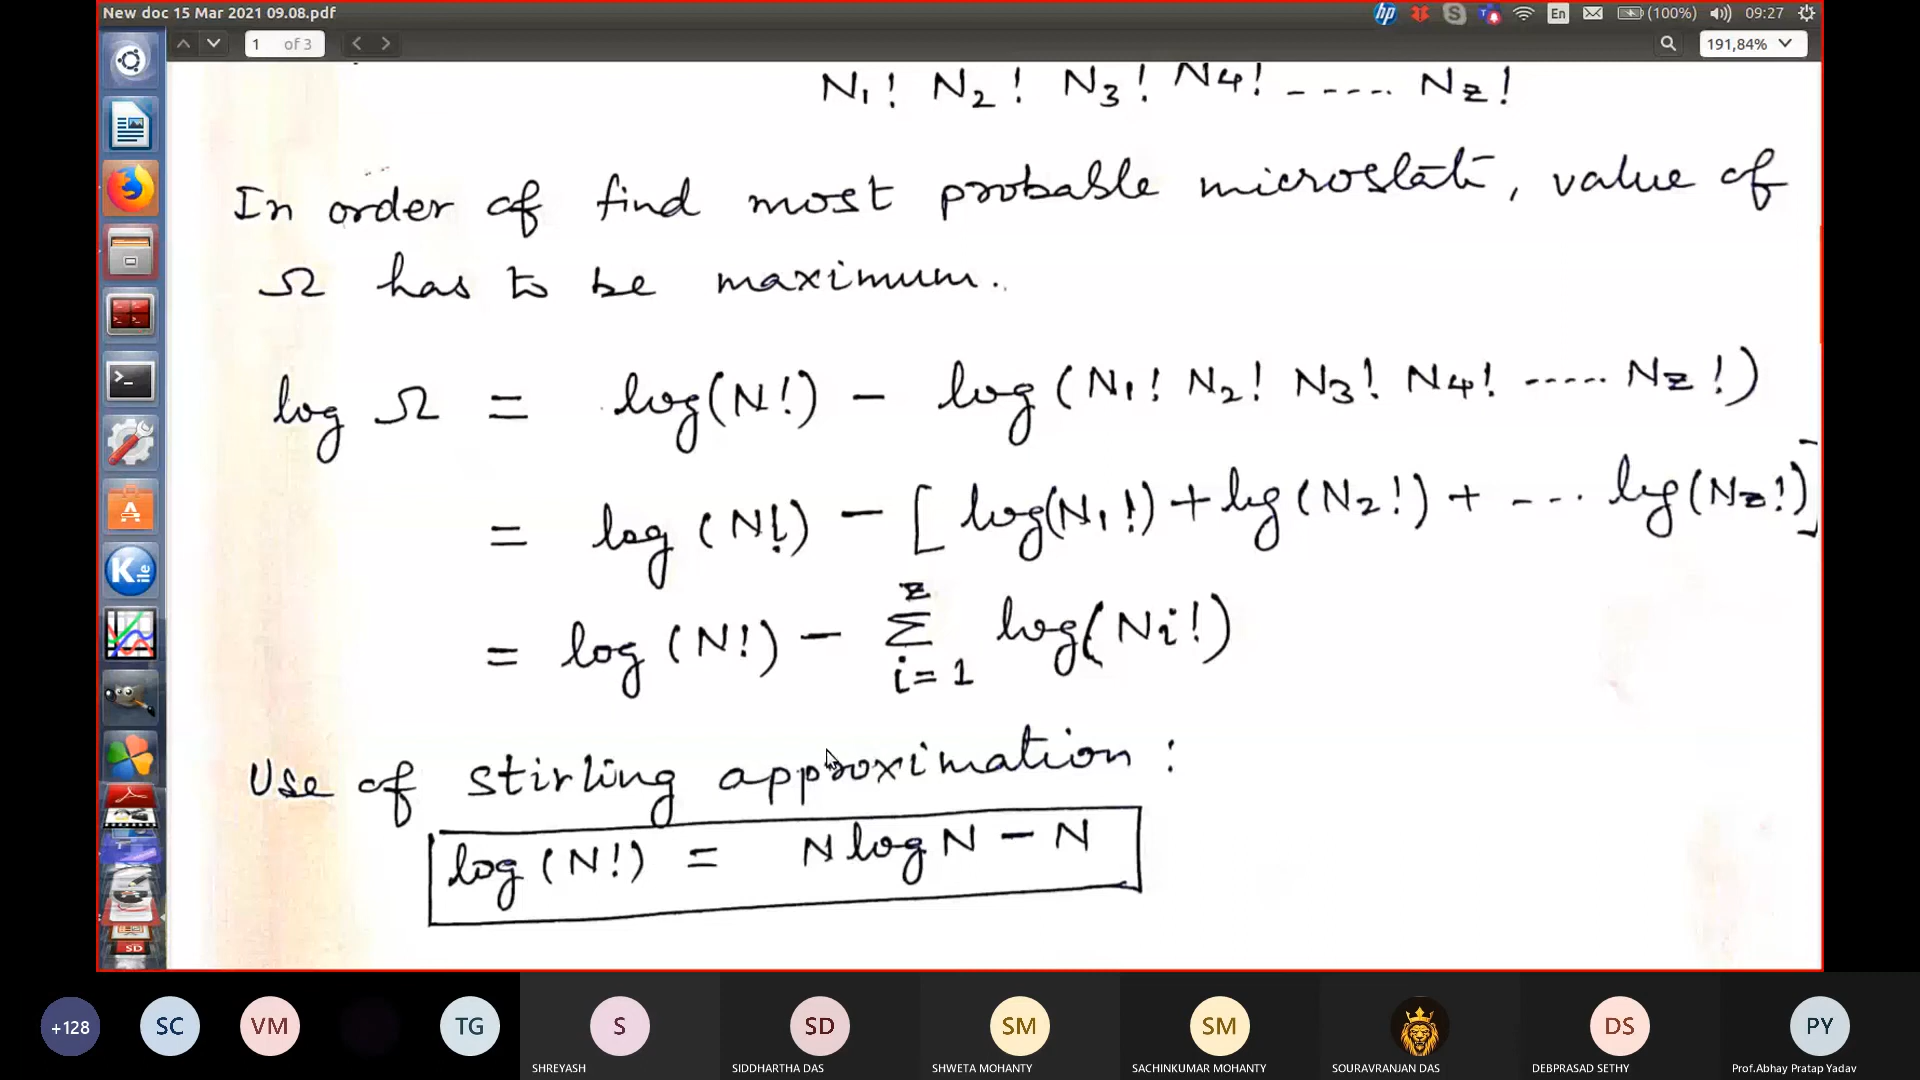 New doc 15 Mar 2021 09.08.pdf
En (100%) 09:27
1 of 3
191,84%
N₁! N₂! N₃! N₄! ----.. N_z!
In order of find most probable microstate, value of
Ω has to be maximum.
log Ω = log(N!) - log(N₁! N₂! N₃! N₄! ..... N_z!)
= log(N!) - [log(N₁!) + log(N₂!) + ... log(N_z!)]
= log(N!) - Σ_{i=1}^{z} log(Ni!)
Use of stirling approximation :
log(N!) = N log N - N
+128
SC
VM
TG
S
SD
SM
SM
DS
PY
SHREYASH
SIDDHARTHA DAS
SHWETA MOHANTY
SACHINKUMAR MOHANTY
SOURAVRANJAN DAS
DEBPRASAD SETHY
Prof.Abhay Pratap Yadav